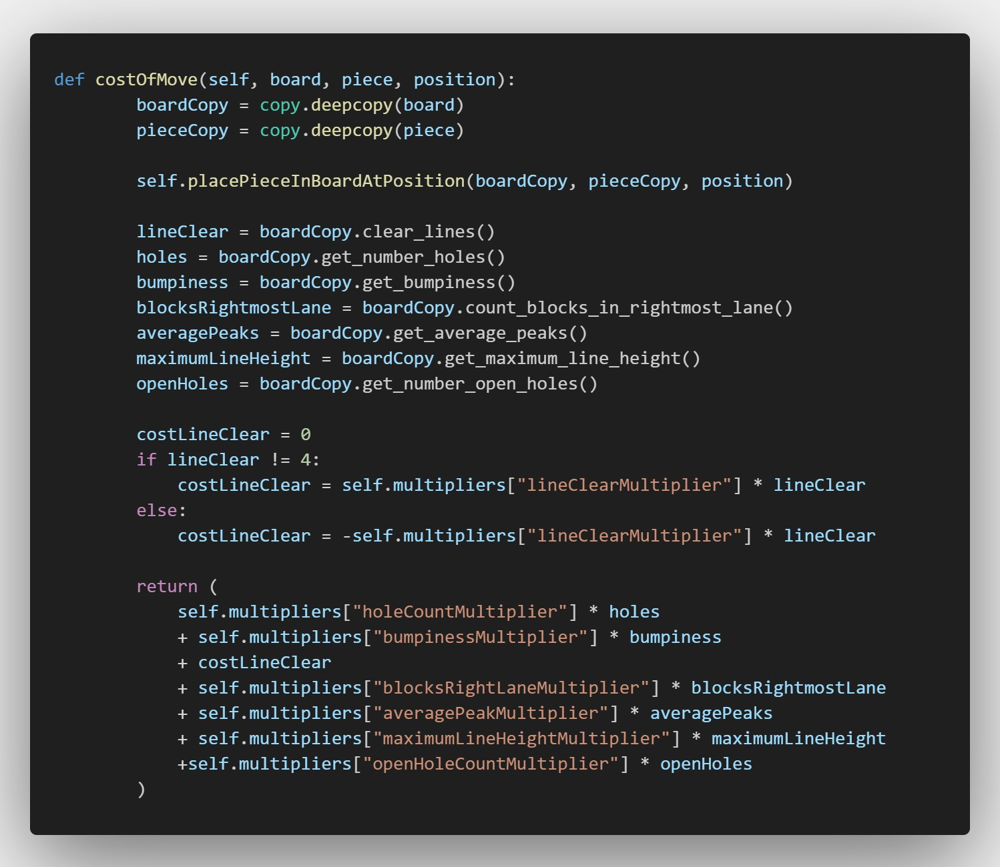 def costOfMove(self, board, piece, position):
        boardCopy = copy.deepcopy(board)
        pieceCopy = copy.deepcopy(piece)

        self.placePieceInBoardAtPosition(boardCopy, pieceCopy, position)

        lineClear = boardCopy.clear_lines()
        holes = boardCopy.get_number_holes()
        bumpiness = boardCopy.get_bumpiness()
        blocksRightmostLane = boardCopy.count_blocks_in_rightmost_lane()
        averagePeaks = boardCopy.get_average_peaks()
        maximumLineHeight = boardCopy.get_maximum_line_height()
        openHoles = boardCopy.get_number_open_holes()

        costLineClear = 0
        if lineClear != 4:
            costLineClear = self.multipliers["lineClearMultiplier"] * lineClear
        else:
            costLineClear = -self.multipliers["lineClearMultiplier"] * lineClear

        return (
            self.multipliers["holeCountMultiplier"] * holes
            + self.multipliers["bumpinessMultiplier"] * bumpiness
            + costLineClear
            + self.multipliers["blocksRightLaneMultiplier"] * blocksRightmostLane
            + self.multipliers["averagePeakMultiplier"] * averagePeaks
            + self.multipliers["maximumLineHeightMultiplier"] * maximumLineHeight
            +self.multipliers["openHoleCountMultiplier"] * openHoles
        )